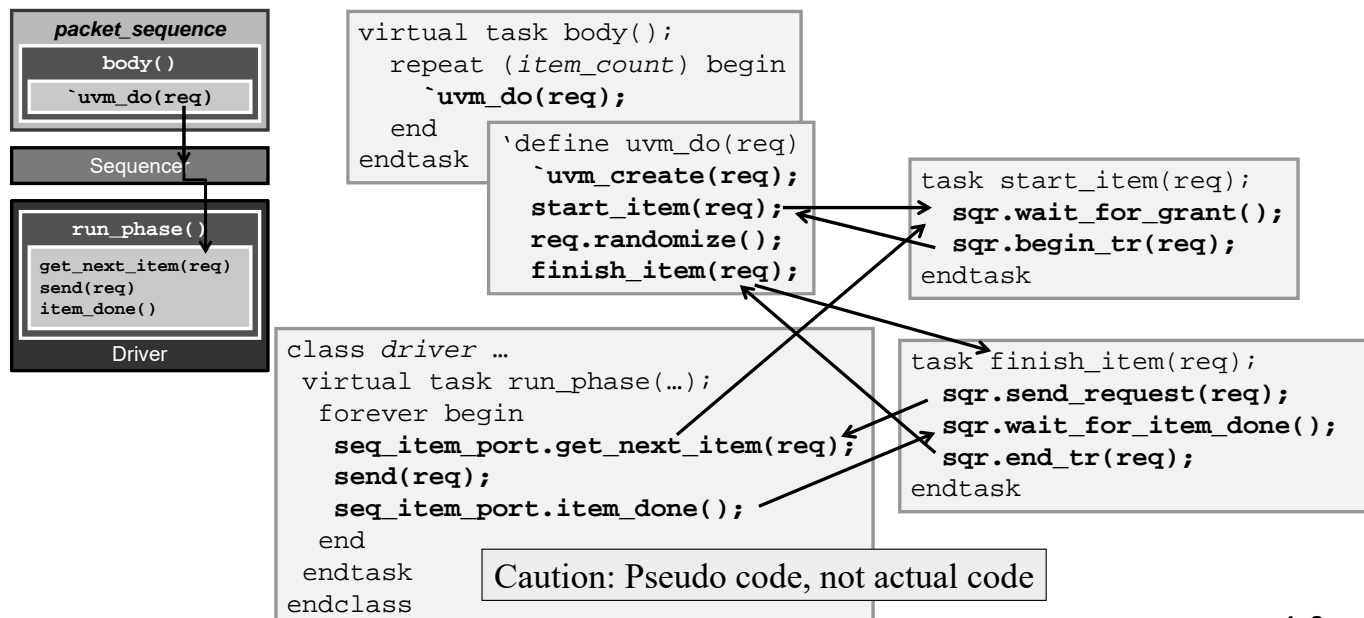 packet_sequence
body()
`uvm_do(req)
Sequencer
run_phase()
get_next_item(req)
send(req)
item_done()
Driver
virtual task body();
repeat (item_count) begin
`uvm_do(req);
end
endtask
‘define uvm_do(req)
`uvm_create(req);
start_item(req);
req.randomize();
finish_item(req);
task start_item(req);
sqr.wait_for_grant();
sqr.begin_tr(req);
endtask
class driver …
virtual task run_phase(…);
forever begin
seq_item_port.get_next_item(req);
send(req);
seq_item_port.item_done();
end
endtask
endclass
task finish_item(req);
sqr.send_request(req);
sqr.wait_for_item_done();
sqr.end_tr(req);
endtask
Caution: Pseudo code, not actual code